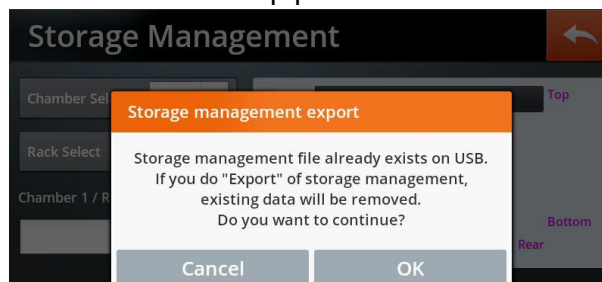 Storage Management
Chamber Sel
Top
Storage management export
Rack Select
Storage management file already exists on USB.
If you do "Export" of storage management,
existing data will be removed.
Do you want to continue?
Chamber 1 / R
Bottom
Rear
Cancel
OK